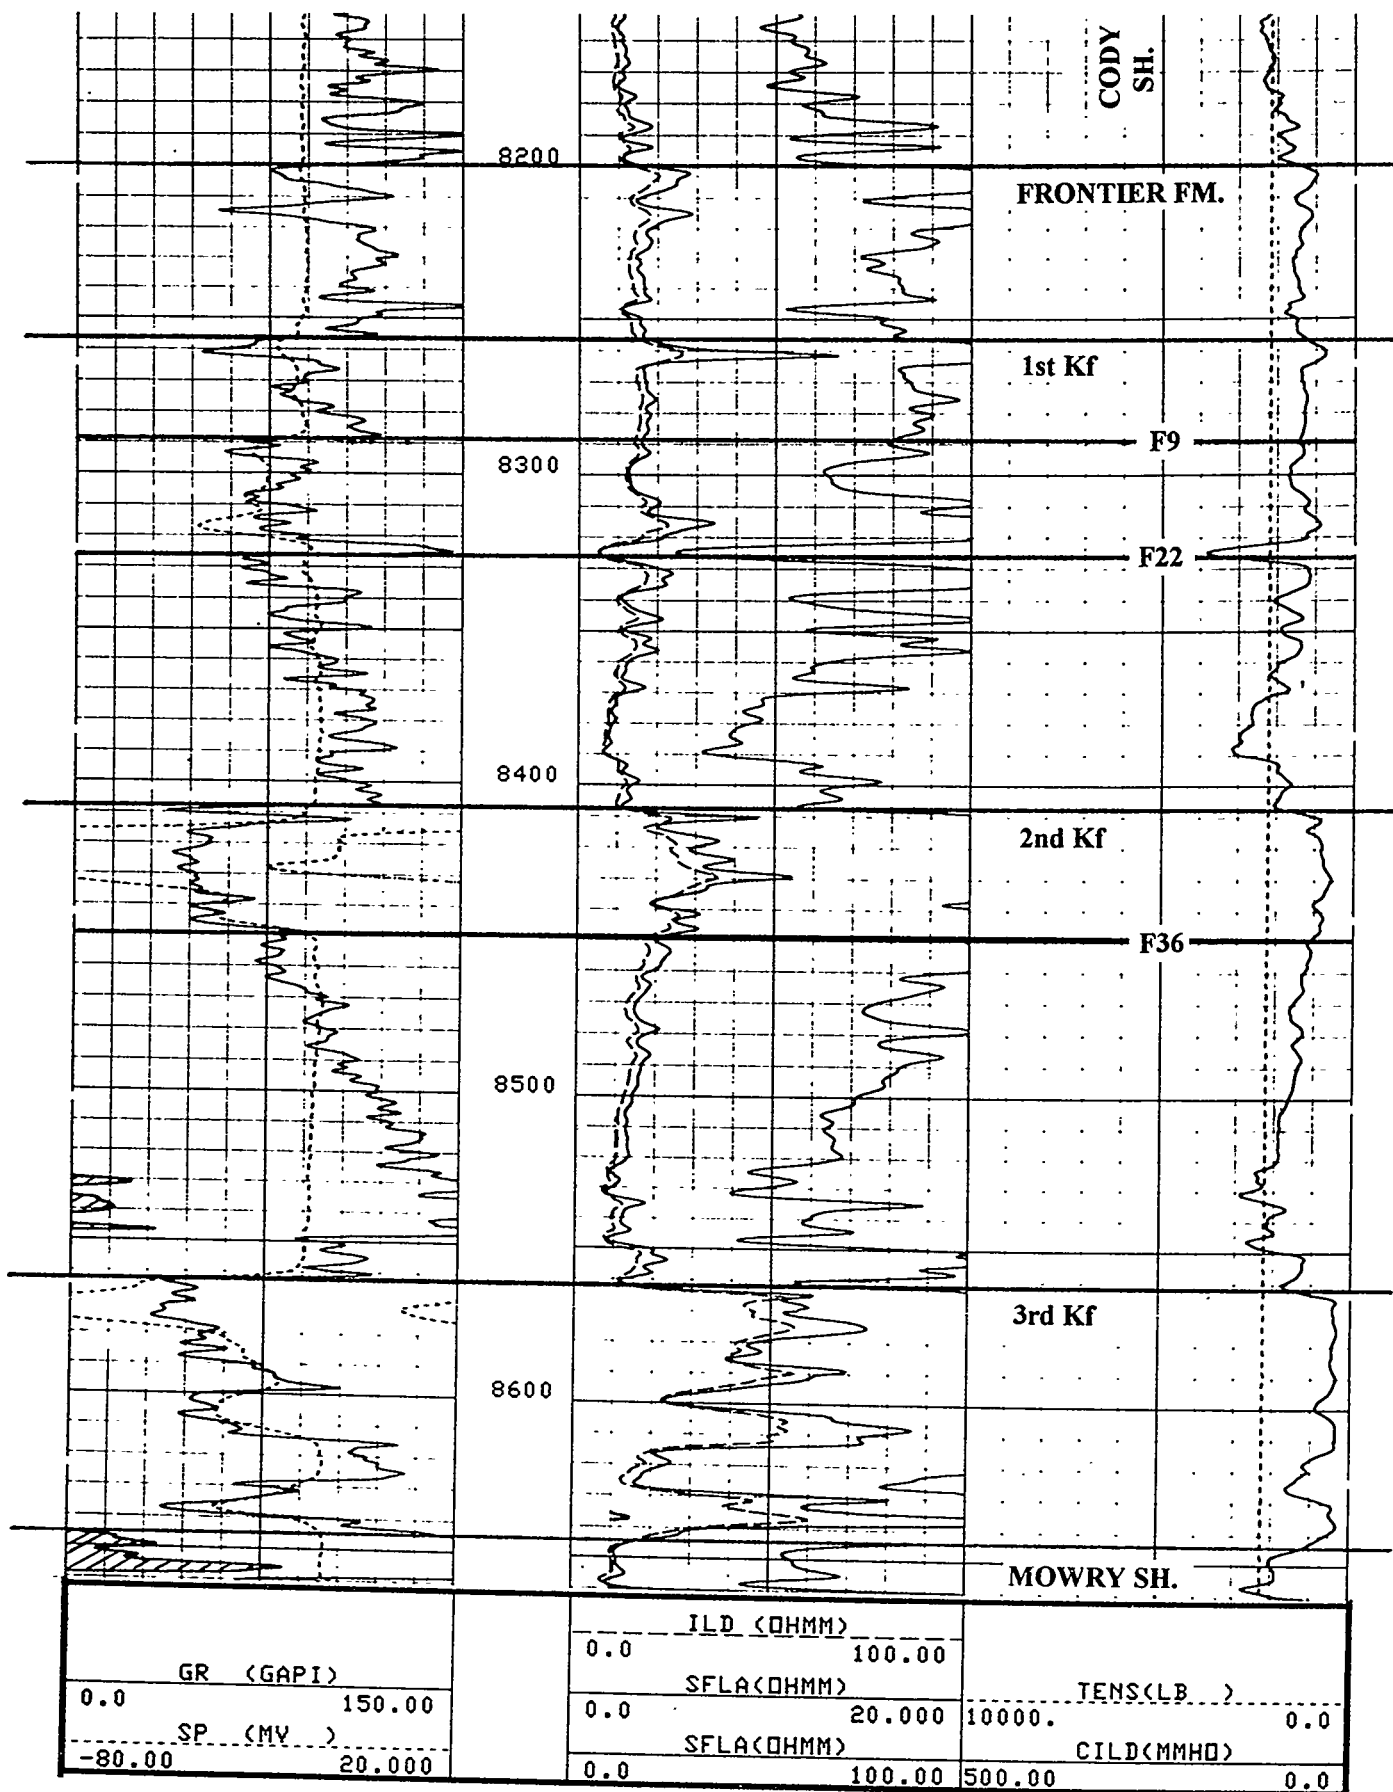 CODY
SH.
8200
FRONTIER FM.
1st Kf
F9
8300
F22
8400
2nd Kf
F36
8500
3rd Kf
8600
MOWRY SH.
GR (GAPI)
0.0 150.00
SP (MV )
-80.00 20.000
ILD (OHMM)
0.0 100.00
SFLA(OHMM)
0.0 20.000
SFLA(OHMM)
0.0 100.00
TENS(LB )
10000. 0.0
CILD(MMHO)
500.00 0.0